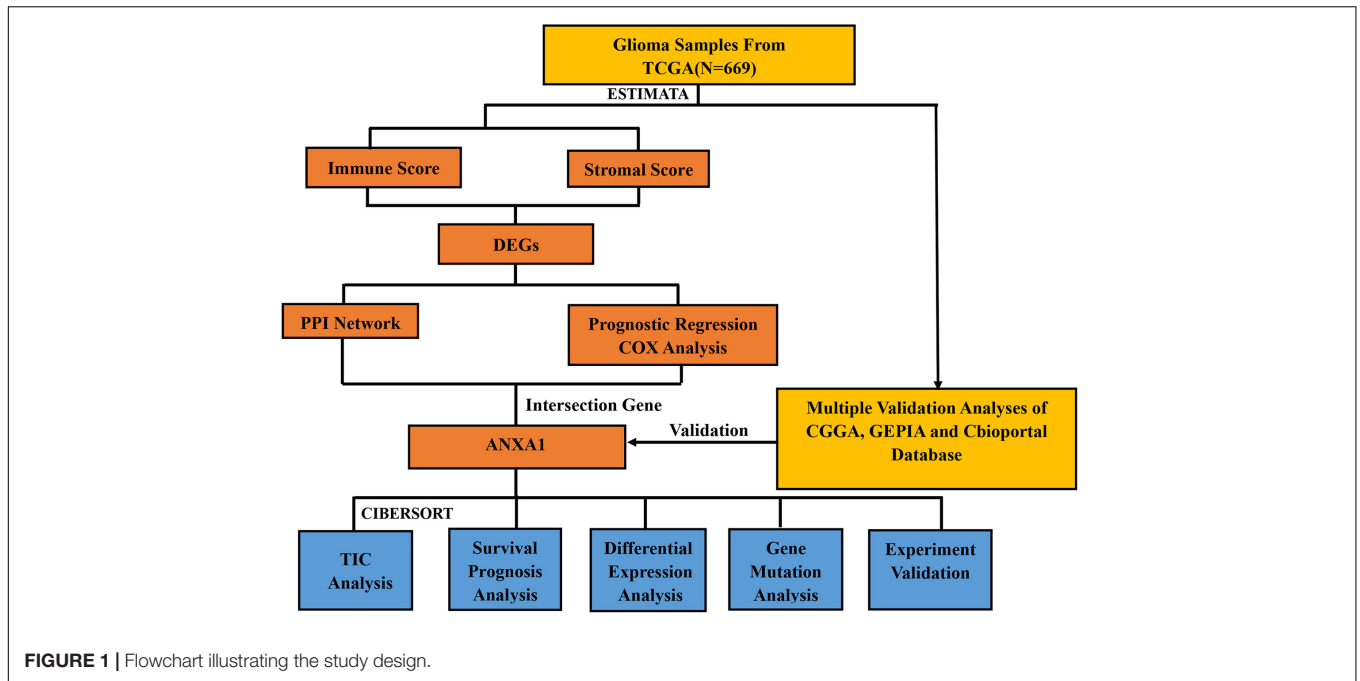 Glioma Samples From
TCGA(N=669)
ESTIMATA
Immune Score
Stromal Score
DEGs
PPI Network
Prognostic Regression
COX Analysis
Intersection Gene
Multiple Validation Analyses of
CGGA, GEPIA and Cbioportal
Database
Validation
ANXA1
CIBERSORT
TIC
Analysis
Survival
Prognosis
Analysis
Differential
Expression
Analysis
Gene
Mutation
Analysis
Experiment
Validation
FIGURE 1 | Flowchart illustrating the study design.